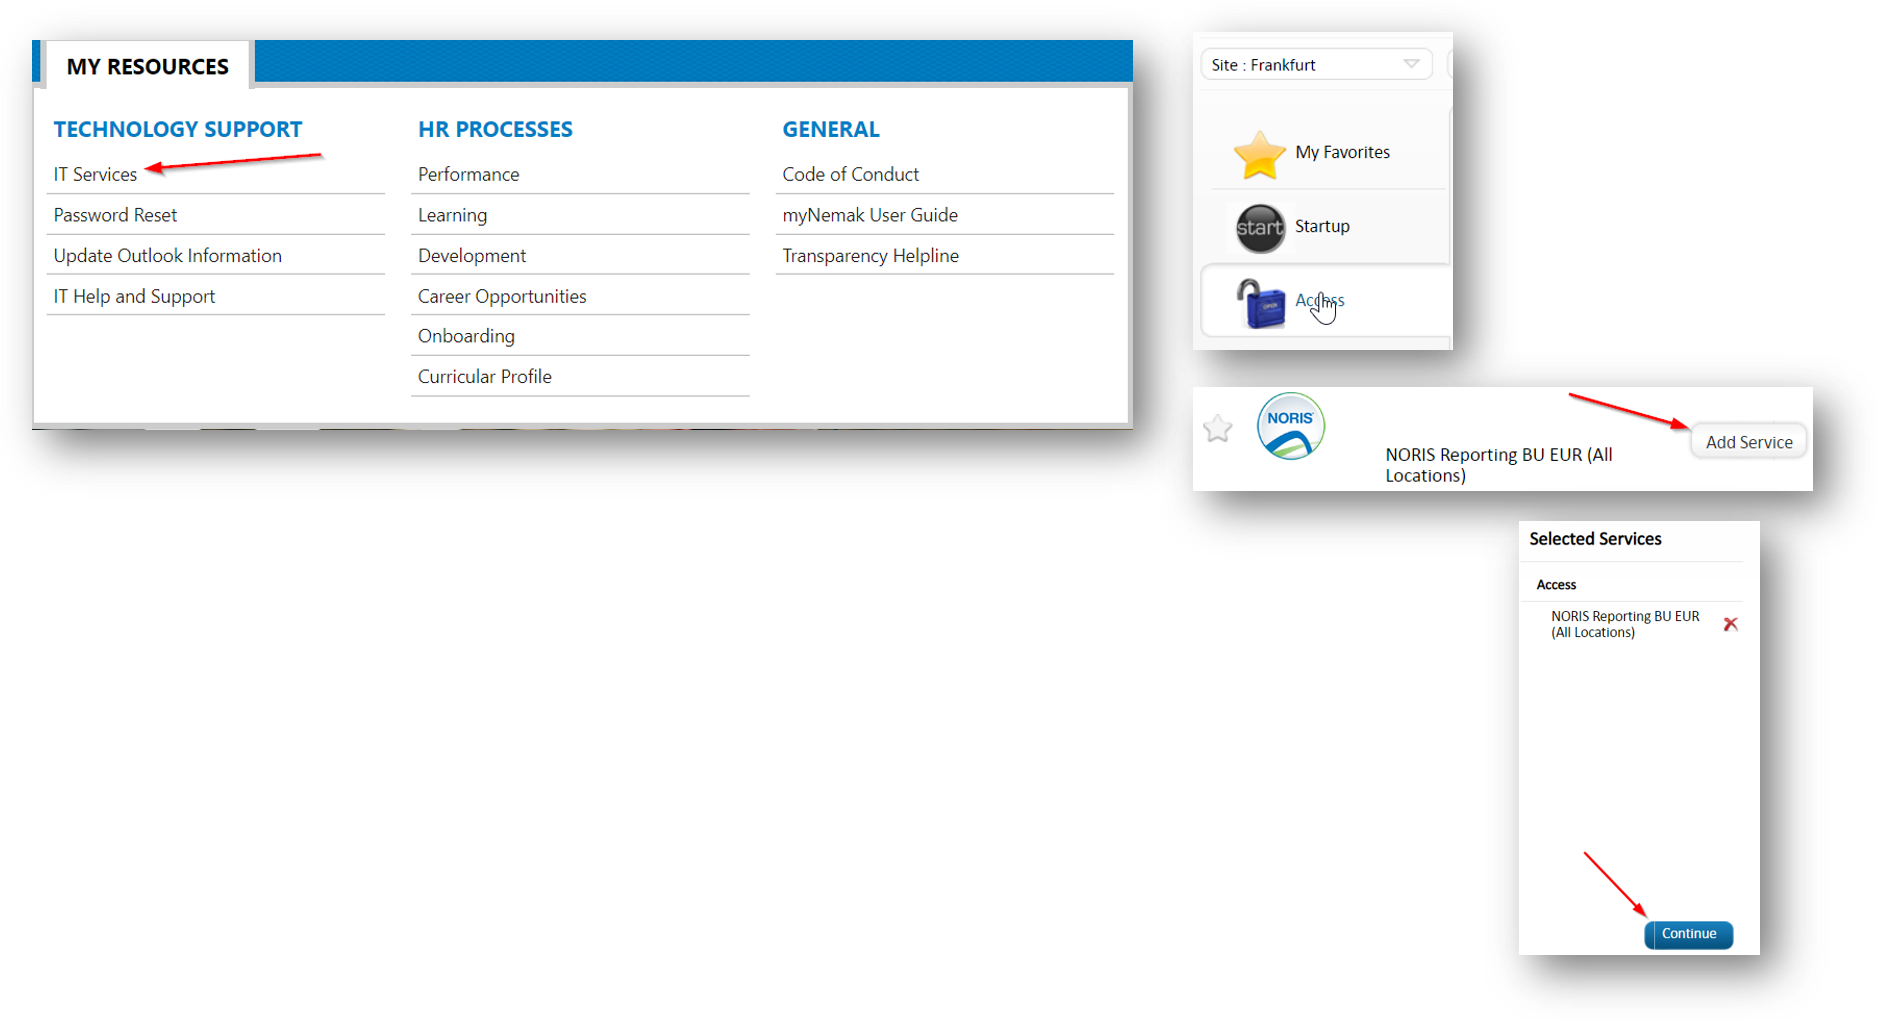 MY RESOURCES
TECHNOLOGY SUPPORT
IT Services
Password Reset
Update Outlook Information
IT Help and Support
HR PROCESSES
Performance
Learning
Development
Career Opportunities
Onboarding
Curricular Profile
GENERAL
Code of Conduct
myNemak User Guide
Transparency Helpline
Site : Frankfurt
My Favorites
start
Startup
OPEN
Access
NORIS
NORIS Reporting BU EUR (All
Locations)
Add Service
Selected Services
Access
NORIS Reporting BU EUR
(All Locations)
Continue